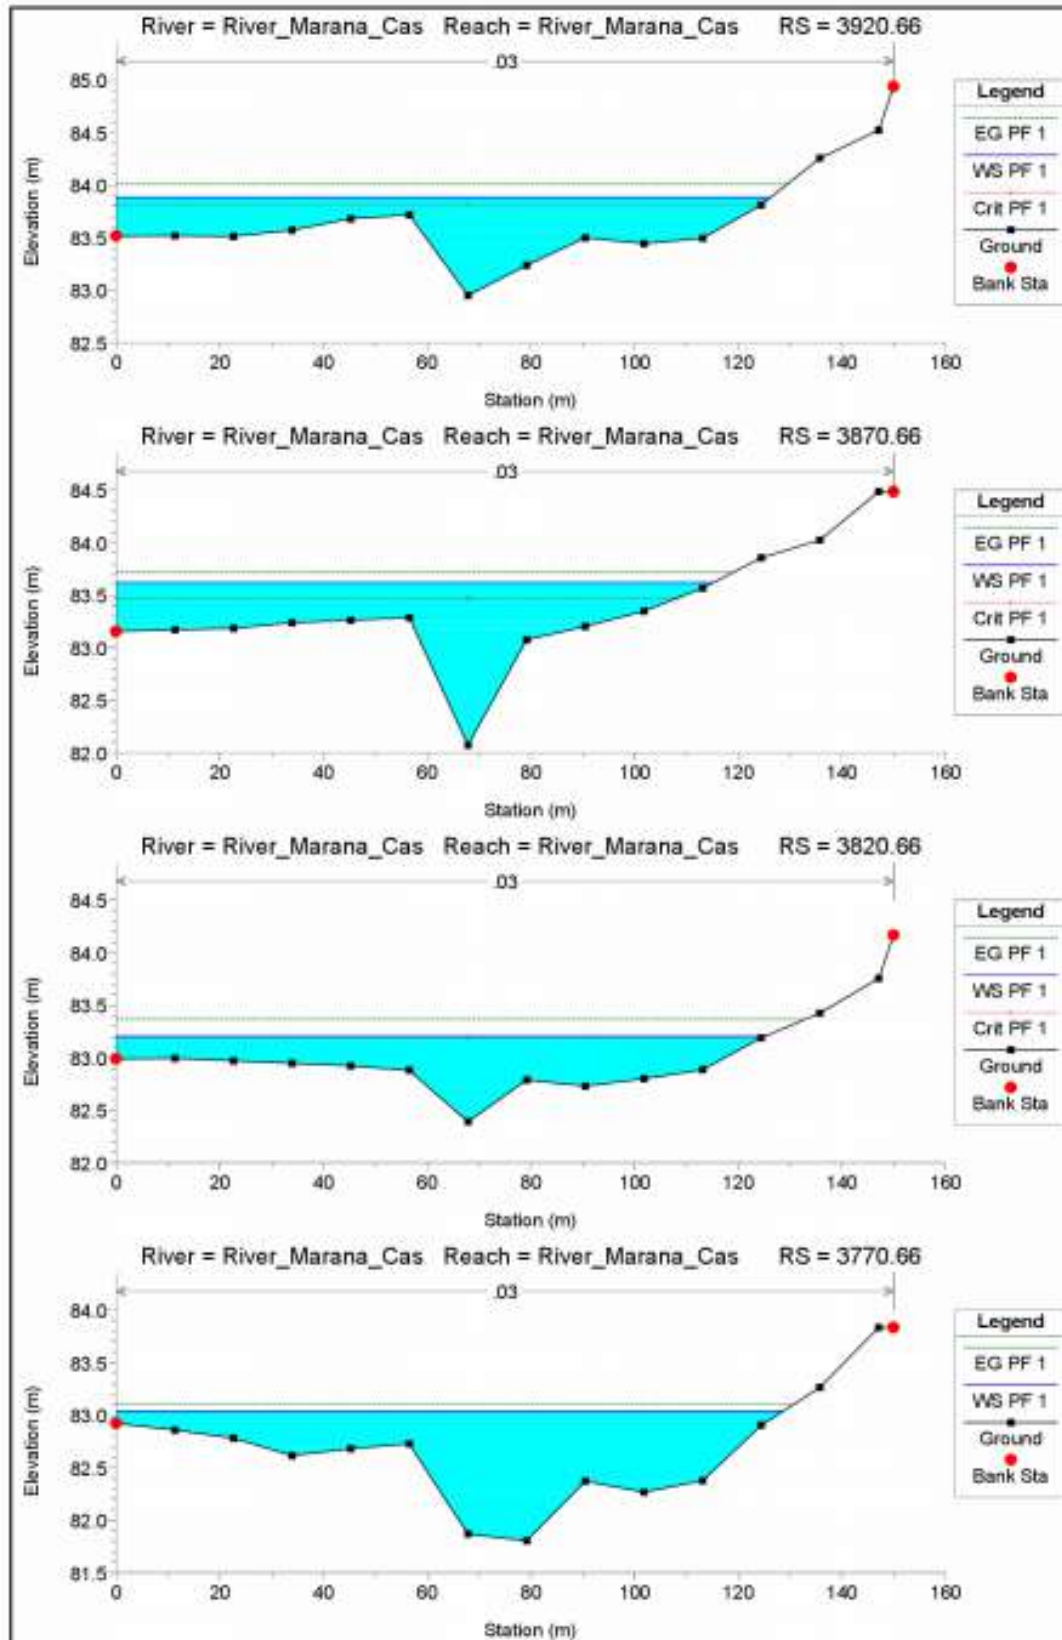 River = River_Marana_Cas Reach = River_Marana_Cas RS = 3920.66
.03
85.0
84.5
84.0
83.5
83.0
82.5
Elevation (m)
0 20 40 60 80 100 120 140 160
Station (m)
Legend
EG PF 1
WS PF 1
Crit PF 1
Ground
Bank Sta
River = River_Marana_Cas Reach = River_Marana_Cas RS = 3870.66
.03
84.5
84.0
83.5
83.0
82.5
82.0
Elevation (m)
0 20 40 60 80 100 120 140 160
Station (m)
Legend
EG PF 1
WS PF 1
Crit PF 1
Ground
Bank Sta
River = River_Marana_Cas Reach = River_Marana_Cas RS = 3820.66
.03
84.5
84.0
83.5
83.0
82.5
82.0
Elevation (m)
0 20 40 60 80 100 120 140 160
Station (m)
Legend
EG PF 1
WS PF 1
Crit PF 1
Ground
Bank Sta
River = River_Marana_Cas Reach = River_Marana_Cas RS = 3770.66
.03
84.0
83.5
83.0
82.5
82.0
81.5
Elevation (m)
0 20 40 60 80 100 120 140 160
Station (m)
Legend
EG PF 1
WS PF 1
Ground
Bank Sta